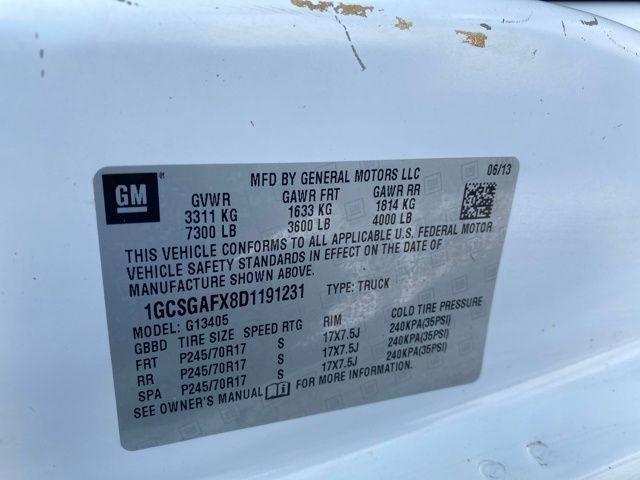 GM
MFD BY GENERAL MOTORS LLC 06/13
GVWR GAWR FRT GAWR RR
3311 KG 1633 KG 1814 KG
7300 LB 3600 LB 4000 LB
THIS VEHICLE CONFORMS TO ALL APPLICABLE U.S. FEDERAL MOTOR
VEHICLE SAFETY STANDARDS IN EFFECT ON THE DATE OF
MANUFACTURE SHOWN ABOVE.
1GCSGAFX8D1191231 TYPE: TRUCK
MODEL: G13405
GBBD TIRE SIZE SPEED RTG RIM COLD TIRE PRESSURE
FRT P245/70R17 S 17X7.5J 240KPA(35PSI)
RR P245/70R17 S 17X7.5J 240KPA(35PSI)
SPA P245/70R17 S 17X7.5J 240KPA(35PSI)
SEE OWNER'S MANUAL FOR MORE INFORMATION.